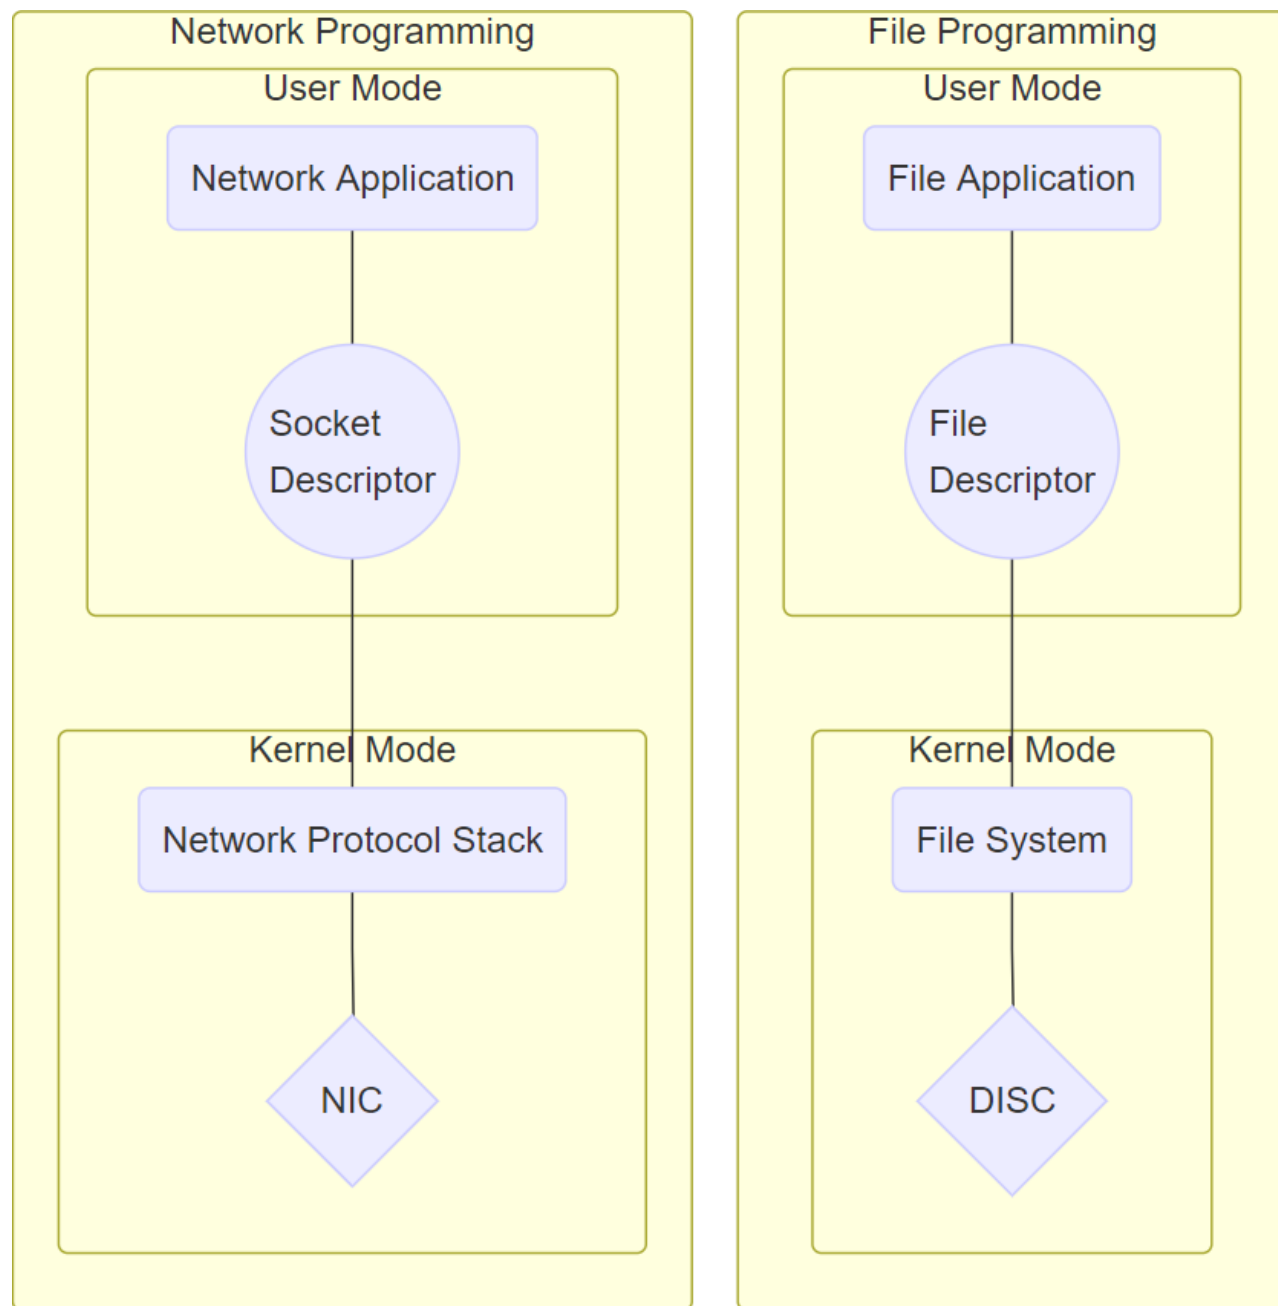 Network Programming
User Mode
Network Application
Socket
Descriptor
Kernel Mode
Network Protocol Stack
NIC
File Programming
User Mode
File Application
File
Descriptor
Kernel Mode
File System
DISC